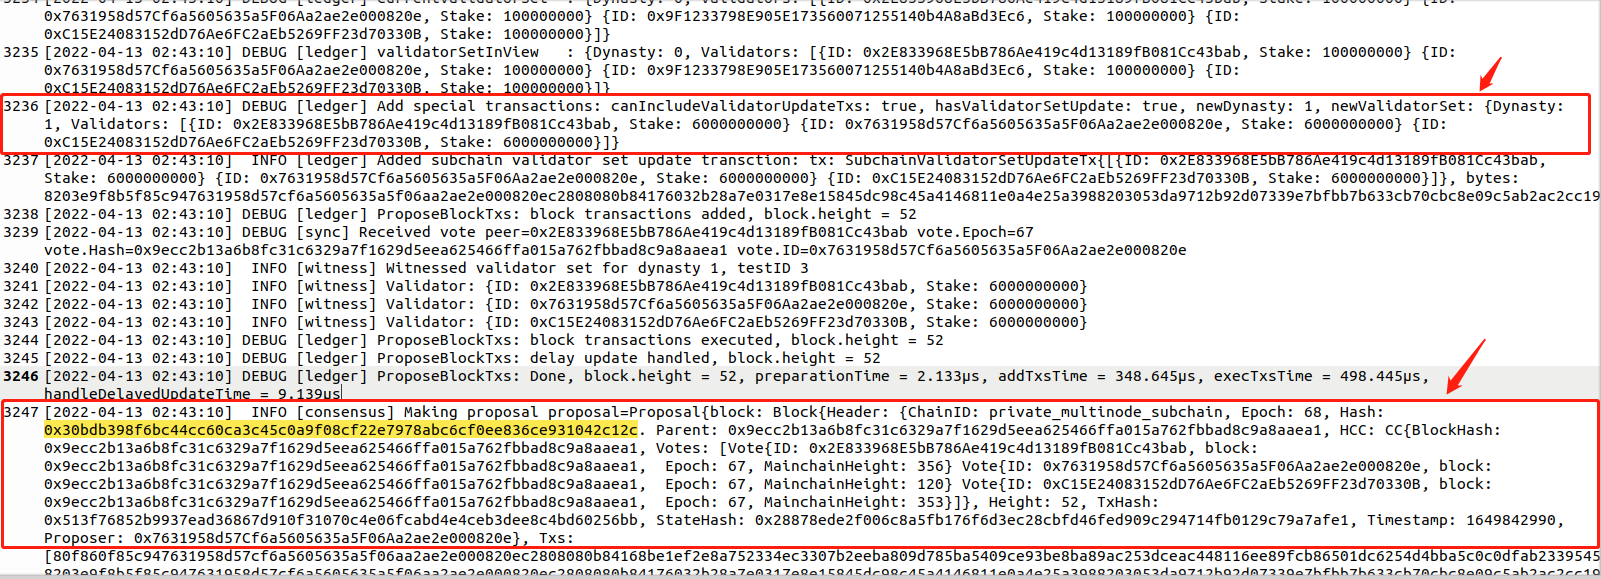 0x7631958d57Cf6a5605635a5F06Aa2ae2e000820e, Stake: 100000000} {ID: 0x9F1233798E905E173560071255140b4A8aBd3Ec6, Stake: 100000000} {ID:
0xC15E24083152dD76Ae6FC2aEb5269FF23d70330B, Stake: 100000000}]}
3235 [2022-04-13 02:43:10] DEBUG [ledger] validatorSetInView   : {Dynasty: 0, Validators: [{ID: 0x2E833968E5bB786Ae419c4d13189fB081Cc43bab, Stake: 100000000} {ID:
0x7631958d57Cf6a5605635a5F06Aa2ae2e000820e, Stake: 100000000} {ID: 0x9F1233798E905E173560071255140b4A8aBd3Ec6, Stake: 100000000} {ID:
0xC15E24083152dD76Ae6FC2aEb5269FF23d70330B, Stake: 100000000}]}
3236 [2022-04-13 02:43:10] DEBUG [ledger] Add special transactions: canIncludeValidatorUpdateTxs: true, hasValidatorSetUpdate: true, newDynasty: 1, newValidatorSet: {Dynasty:
1, Validators: [{ID: 0x2E833968E5bB786Ae419c4d13189fB081Cc43bab, Stake: 6000000000} {ID: 0x7631958d57Cf6a5605635a5F06Aa2ae2e000820e, Stake: 6000000000} {ID:
0xC15E24083152dD76Ae6FC2aEb5269FF23d70330B, Stake: 6000000000}]}
3237 [2022-04-13 02:43:10]  INFO [ledger] Added subchain validator set update transction: tx: SubchainValidatorSetUpdateTx{[{ID: 0x2E833968E5bB786Ae419c4d13189fB081Cc43bab,
Stake: 6000000000} {ID: 0x7631958d57Cf6a5605635a5F06Aa2ae2e000820e, Stake: 6000000000} {ID: 0xC15E24083152dD76Ae6FC2aEb5269FF23d70330B, Stake: 6000000000}]}, bytes:
8203e9f8b5f85c947631958d57cf6a5605635a5f06aa2ae2e000820ec2808080b84176032b28a7e0317e8e15845dc98c45a4146811e0a4e25a3988203053da9712b92d07339e7bfbb7b633cb70cbc8e09c5ab2ac2cc19
3238 [2022-04-13 02:43:10] DEBUG [ledger] ProposeBlockTxs: block transactions added, block.height = 52
3239 [2022-04-13 02:43:10] DEBUG [sync] Received vote peer=0x2E833968E5bB786Ae419c4d13189fB081Cc43bab vote.Epoch=67
vote.Hash=0x9ecc2b13a6b8fc31c6329a7f1629d5eea625466ffa015a762fbbad8c9a8aaea1 vote.ID=0x7631958d57Cf6a5605635a5F06Aa2ae2e000820e
3240 [2022-04-13 02:43:10]  INFO [witness] Witnessed validator set for dynasty 1, testID 3
3241 [2022-04-13 02:43:10]  INFO [witness] Validator: {ID: 0x2E833968E5bB786Ae419c4d13189fB081Cc43bab, Stake: 6000000000}
3242 [2022-04-13 02:43:10]  INFO [witness] Validator: {ID: 0x7631958d57Cf6a5605635a5F06Aa2ae2e000820e, Stake: 6000000000}
3243 [2022-04-13 02:43:10]  INFO [witness] Validator: {ID: 0xC15E24083152dD76Ae6FC2aEb5269FF23d70330B, Stake: 6000000000}
3244 [2022-04-13 02:43:10] DEBUG [ledger] ProposeBlockTxs: block transactions executed, block.height = 52
3245 [2022-04-13 02:43:10] DEBUG [ledger] ProposeBlockTxs: delay update handled, block.height = 52
3246 [2022-04-13 02:43:10] DEBUG [ledger] ProposeBlockTxs: Done, block.height = 52, preparationTime = 2.133µs, addTxsTime = 348.645µs, execTxsTime = 498.445µs,
handleDelayedUpdateTime = 9.139µs
3247 [2022-04-13 02:43:10]  INFO [consensus] Making proposal proposal=Proposal{block: Block{Header: {ChainID: private_multinode_subchain, Epoch: 68, Hash:
0x30bdb398f6bc44cc60ca3c45c0a9f08cf22e7978abc6cf0ee836ce931042c12c. Parent: 0x9ecc2b13a6b8fc31c6329a7f1629d5eea625466ffa015a762fbbad8c9a8aaea1, HCC: CC{BlockHash:
0x9ecc2b13a6b8fc31c6329a7f1629d5eea625466ffa015a762fbbad8c9a8aaea1, Votes: [Vote{ID: 0x2E833968E5bB786Ae419c4d13189fB081Cc43bab, block:
0x9ecc2b13a6b8fc31c6329a7f1629d5eea625466ffa015a762fbbad8c9a8aaea1,  Epoch: 67, MainchainHeight: 356} Vote{ID: 0x7631958d57Cf6a5605635a5F06Aa2ae2e000820e, block:
0x9ecc2b13a6b8fc31c6329a7f1629d5eea625466ffa015a762fbbad8c9a8aaea1,  Epoch: 67, MainchainHeight: 120} Vote{ID: 0xC15E24083152dD76Ae6FC2aEb5269FF23d70330B, block:
0x9ecc2b13a6b8fc31c6329a7f1629d5eea625466ffa015a762fbbad8c9a8aaea1,  Epoch: 67, MainchainHeight: 353}]}, Height: 52, TxHash:
0x513f76852b9937ead36867d910f31070c4e06fcabd4e4ceb3dee8c4bd60256bb, StateHash: 0x28878ede2f006c8a5fb176f6d3ec28cbfd46fed909c294714fb0129c79a7afe1, Timestamp: 1649842990,
Proposer: 0x7631958d57Cf6a5605635a5F06Aa2ae2e000820e}, Txs:
[80f860f85c947631958d57cf6a5605635a5f06aa2ae2e000820ec2808080b84168be1ef2e8a752334ec3307b2eeba809d785ba5409ce93be8ba89ac253dceac448116ee89fcb86501dc6254d4bba5c0c0dfab2339545